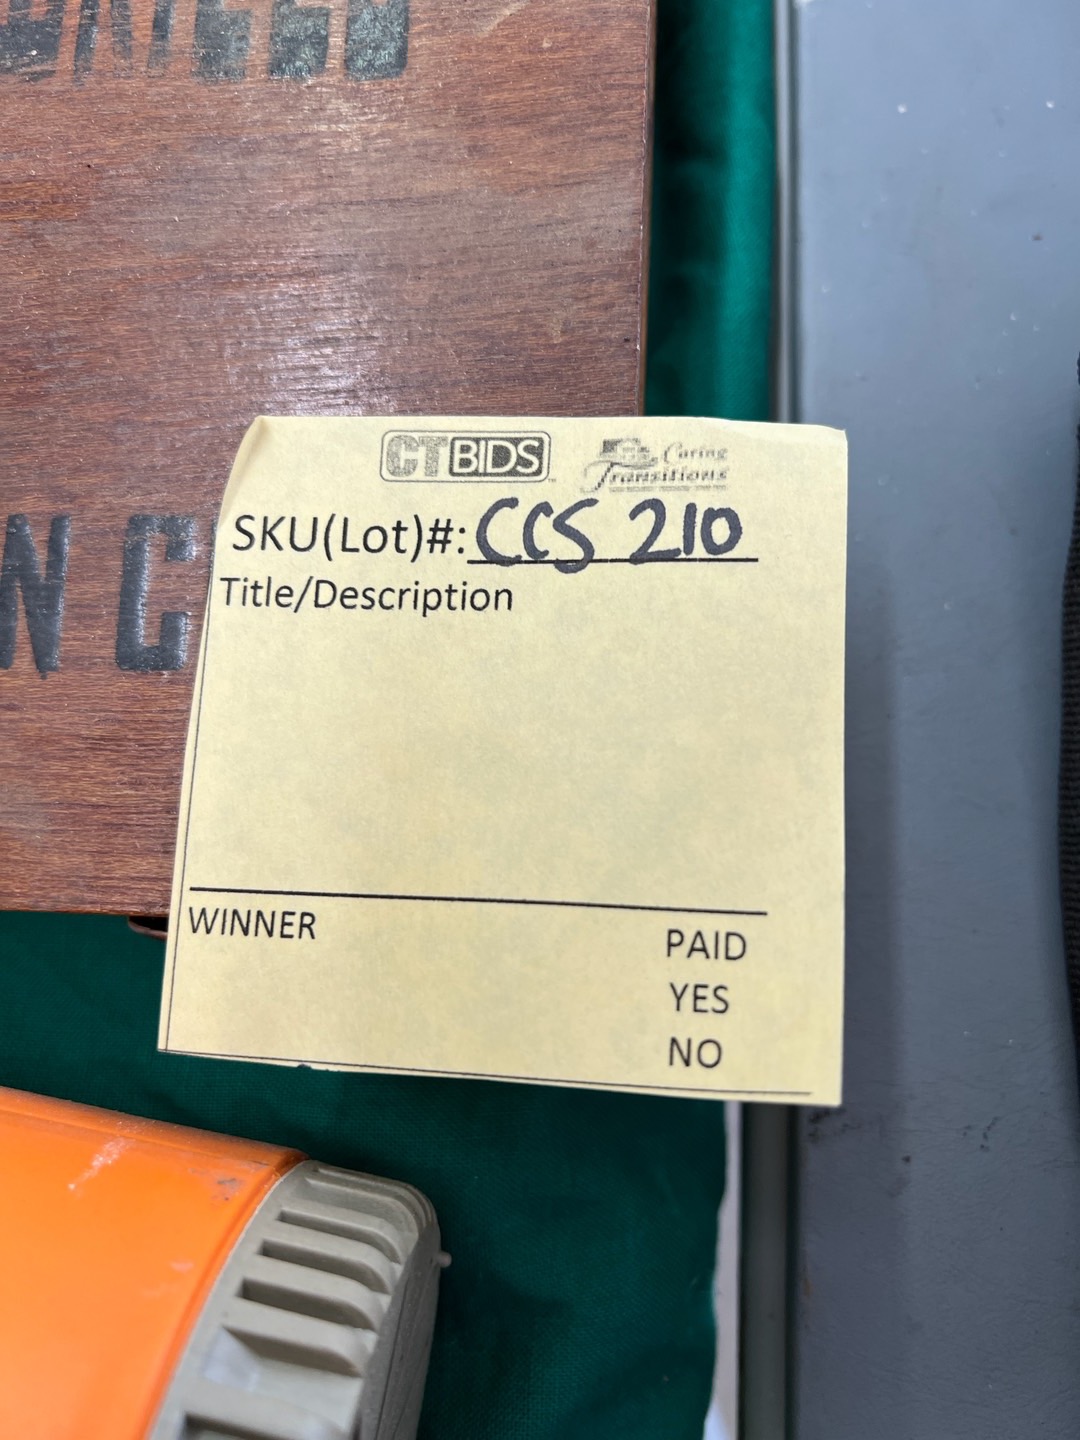 CTBIDS Caring Transitions
SKU(Lot)#: CCS 210
N C
Title/Description
WINNER
PAID
YES
NO